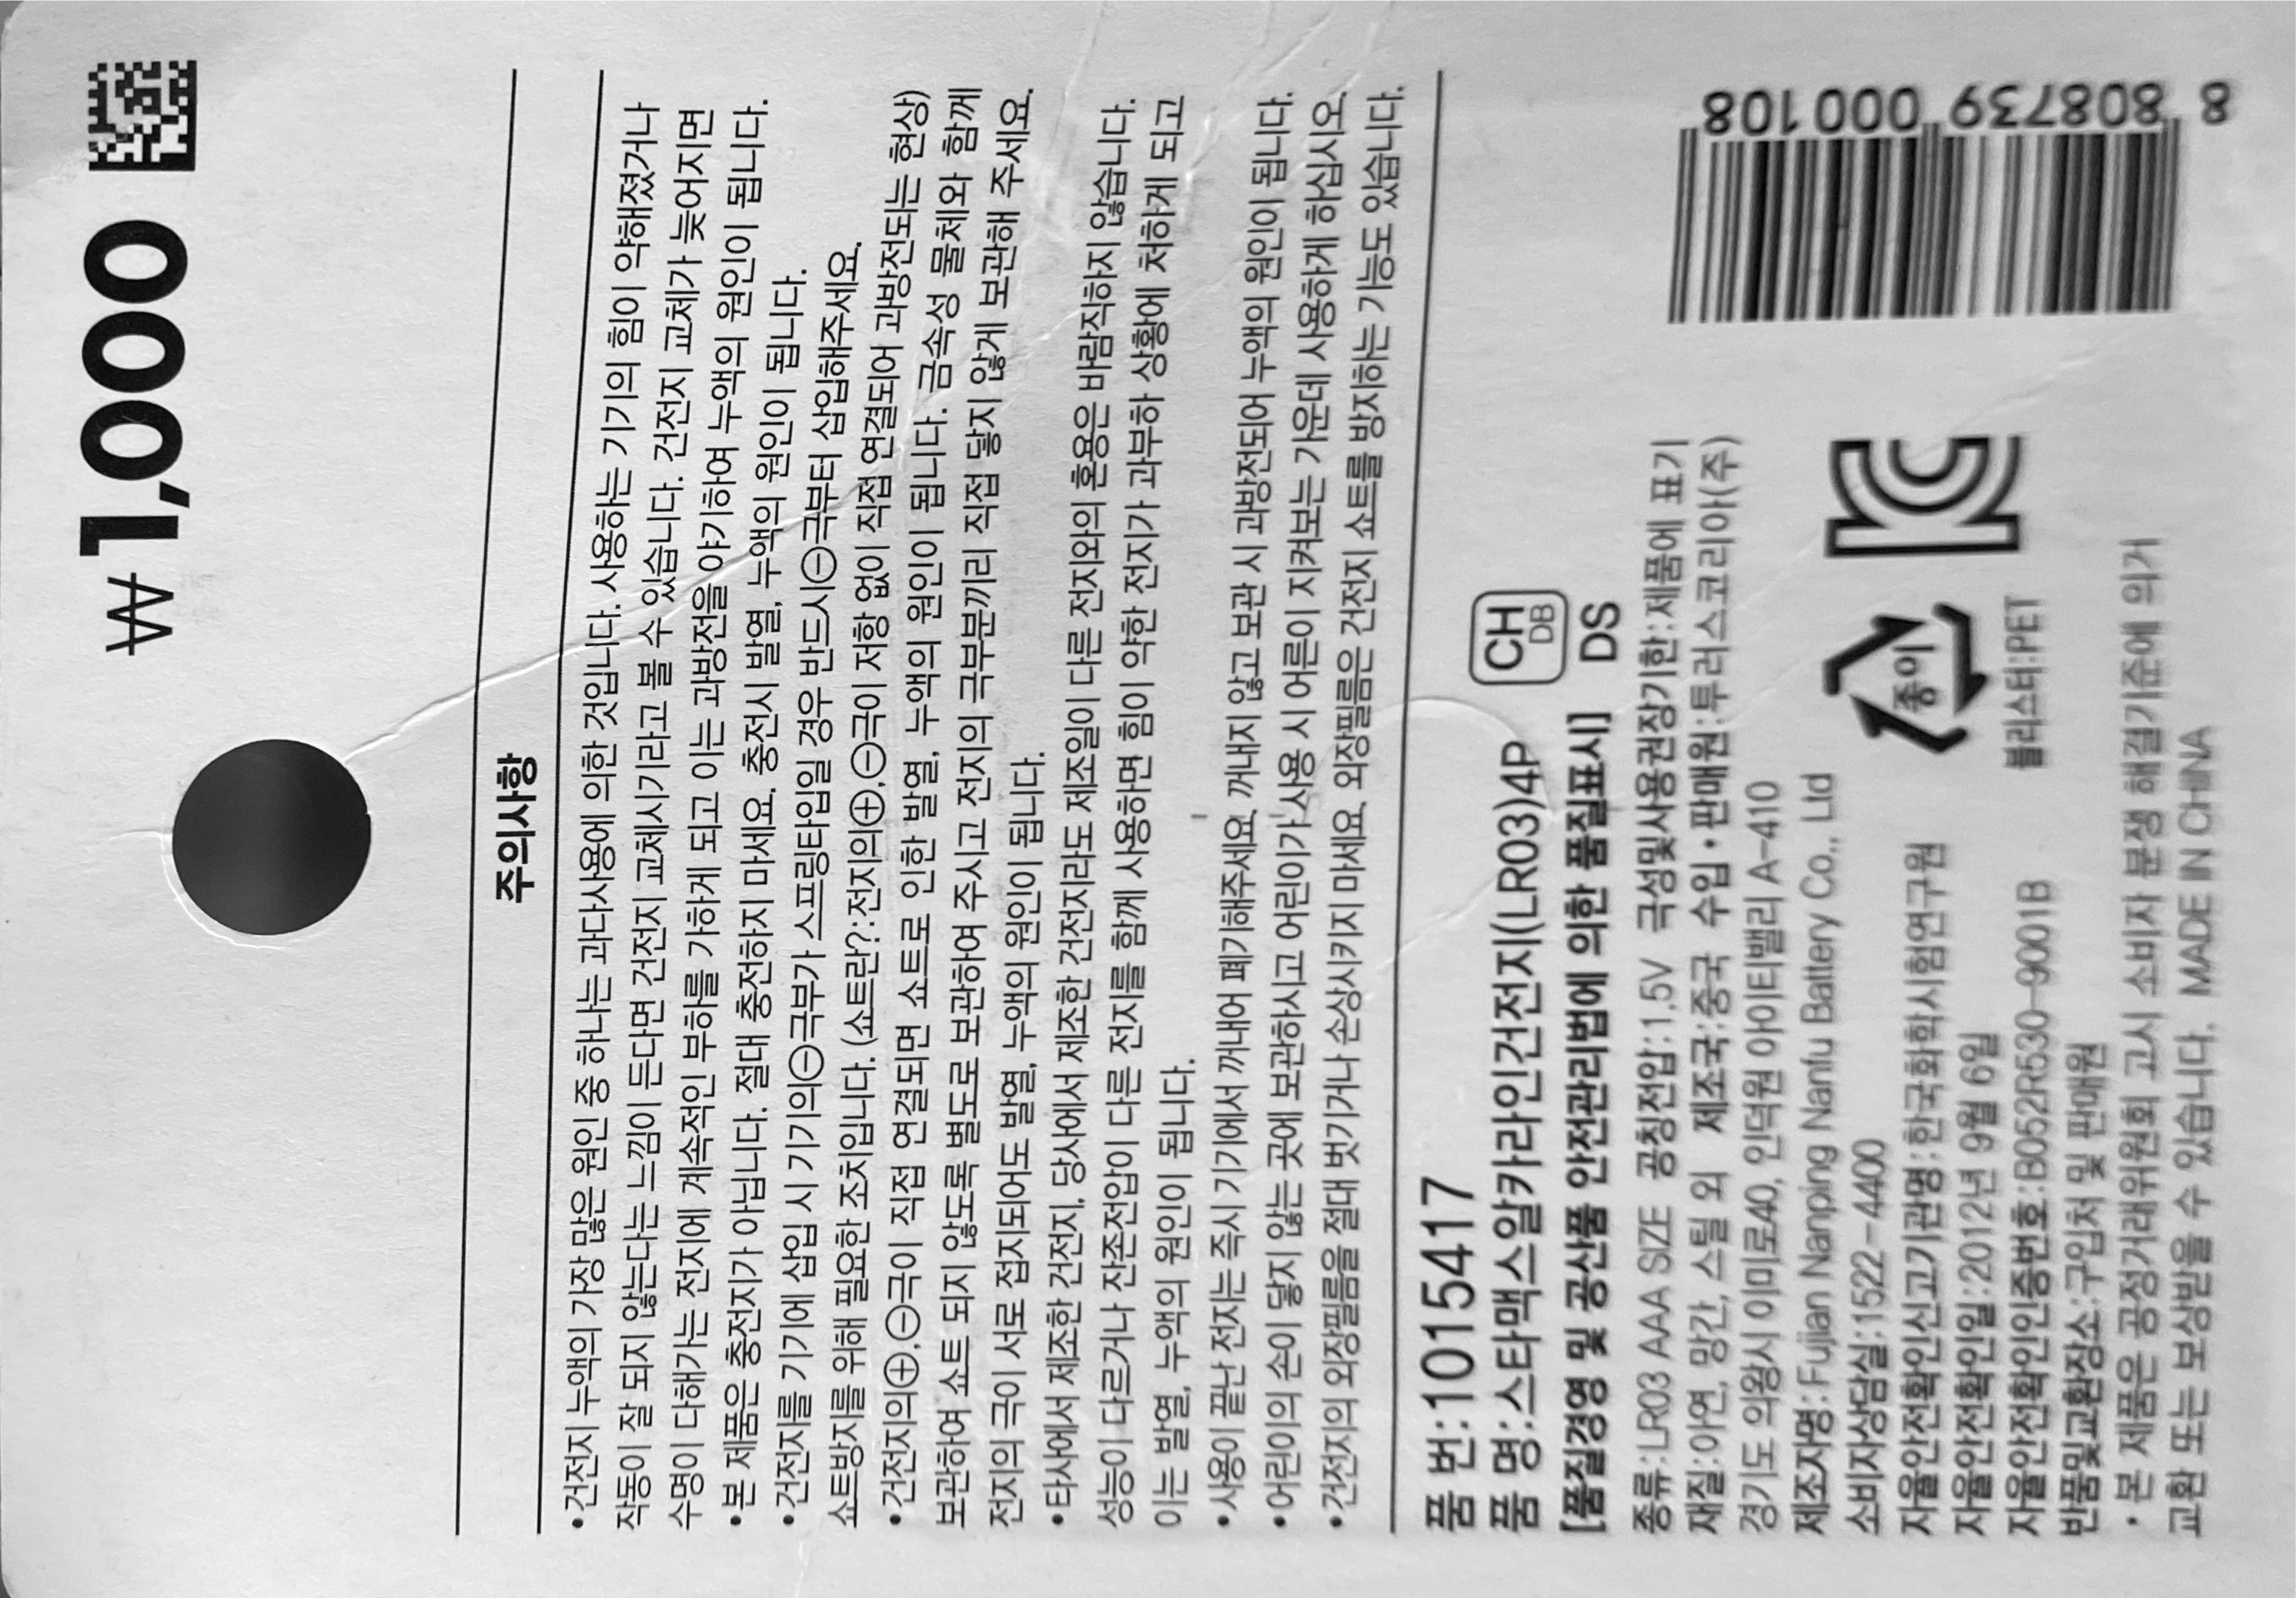 ₩1,000
주의사항
•건전지 누액의 가장 많은 원인 중 하나는 과다사용에 의한 것입니다. 사용하는 기기의 힘이 약해졌거나
작동이 잘 되지 않는다는 느낌이 든다면 건전지 교체시기라고 볼 수 있습니다. 건전지 교체가 늦어지면
수명이 다해가는 전지에 계속적인 부하를 가하게 되고 이는 과방전을 야기하여 누액의 원인이 됩니다.
•본 제품은 충전지가 아닙니다. 절대 충전하지 마세요. 충전시 발열, 누액의 원인이 됩니다.
•건전지를 기기에 삽입 시 기기의⊖극부가 스프링타입일 경우 반드시⊖극부터 삽입해주세요.
쇼트방지를 위해 필요한 조치입니다. (쇼트란?:전지의⊕,⊖극이 저항 없이 직접 연결되어 과방전되는 현상)
•건전지의⊕,⊖극이 직접 연결되면 쇼트로 인한 발열, 누액의 원인이 됩니다. 금속성 물체와 함께
보관하여 쇼트 되지 않도록 별도로 보관하여 주시고 전지의 극부분끼리 직접 닿지 않게 보관해 주세요.
전지의 극이 서로 접지되어도 발열, 누액의 원인이 됩니다.
•타사에서 제조한 건전지, 당사에서 제조한 건전지라도 제조일이 다른 전지와의 혼용은 바람직하지 않습니다.
성능이 다르거나 잔존전압이 다른 전지를 함께 사용하면 힘이 약한 전지가 과부하 상황에 처하게 되고
이는 발열, 누액의 원인이 됩니다.
•사용이 끝난 전지는 즉시 기기에서 꺼내어 폐기해주세요. 꺼내지 않고 보관 시 과방전되어 누액의 원인이 됩니다.
•어린이의 손이 닿지 않는 곳에 보관하시고 어린이가 사용 시 어른이 지켜보는 가운데 사용하게 하십시오.
•건전지의 외장필름을 절대 벗기거나 손상시키지 마세요. 외장필름은 건전지 쇼트를 방지하는 기능도 있습니다.
품 번:1015417
품 명:스타맥스알카라인건전지(LR03)4P
CH
DB
DS
[품질경영 및 공산품 안전관리법에 의한 품질표시]
종류:LR03 AAA SIZE 공칭전압:1.5V 극성및사용권장기한:제품에 표기
재질:아연, 망간, 스틸 외 제조국:중국 수입·판매원:투러스코리아(주)
경기도 의왕시 이미로40, 인덕원 아이티밸리 A-410
제조자명:Fujian Nanping Nanfu Battery Co., Ltd
소비자상담실:1522-4400
자율안전확인신고기관명:한국화학시험연구원
자율안전확인일:2012년 9월 6일
자율안전확인인증번호:B052R530-9001B
반품및교환장소:구입처 및 판매원
· 본 제품은 공정거래위원회 고시 소비자 분쟁 해결기준에 의거
교환 또는 보상받을 수 있습니다. MADE IN CHINA
종이
블리스터:PET
8 808739 000108